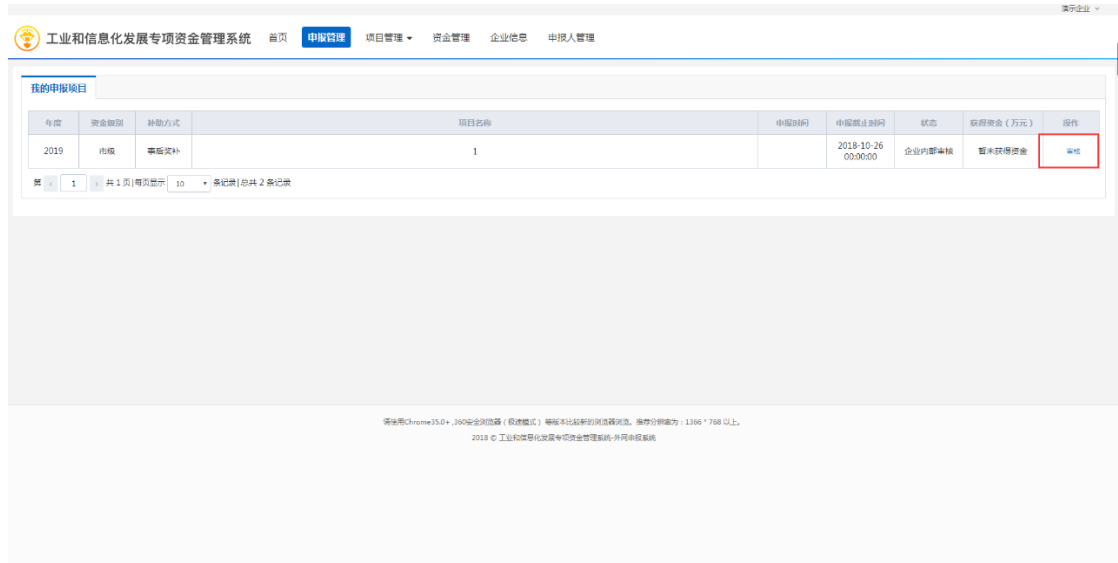 演示企业
工业和信息化发展专项资金管理系统 首页 申报管理 项目管理 资金管理 企业信息 申报人管理
我的申报项目
年度 资金级别 补助方式 项目名称 申报时间 申报截止时间 状态 获得资金(万元) 操作
2019 市级 事后奖补 1 2018-10-26 00:00:00 企业内部审核 暂未获得资金 审核
第 1 共 1 页|每页显示 10 条记录|总共 2 条记录
请使用Chrome35.0+ ,360安全浏览器(极速模式)等版本比较新的浏览器浏览。推荐分辨率为:1366 * 768 以上。
2018 © 工业和信息化发展专项资金管理系统-外网申报系统